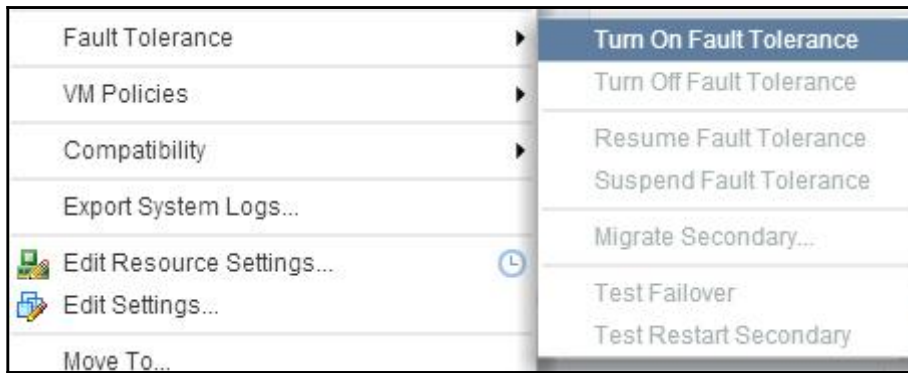 Fault Tolerance
VM Policies
Compatibility
Export System Logs...
Edit Resource Settings...
Edit Settings...
Move To...
Turn On Fault Tolerance
Turn Off Fault Tolerance
Resume Fault Tolerance
Suspend Fault Tolerance
Migrate Secondary...
Test Failover
Test Restart Secondary